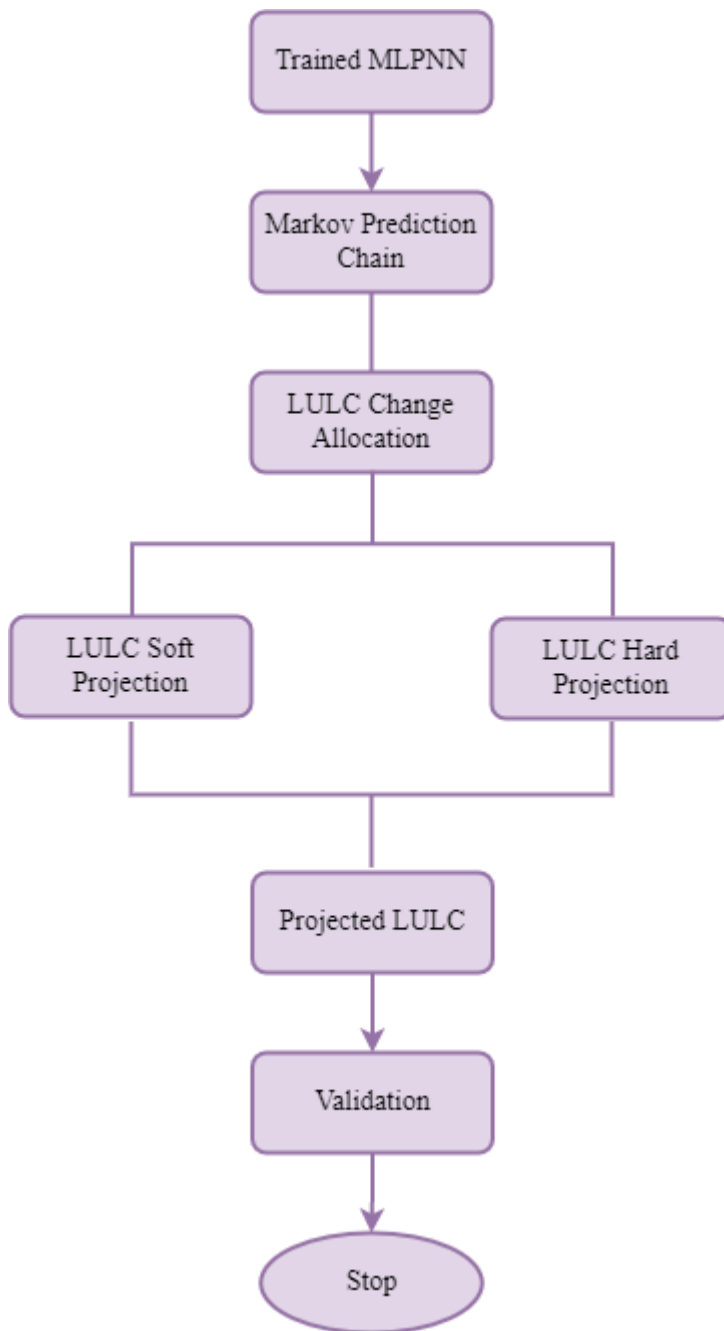 Trained MLPNN
Markov Prediction
Chain
LULC Change
Allocation
LULC Soft
Projection
LULC Hard
Projection
Projected LULC
Validation
Stop